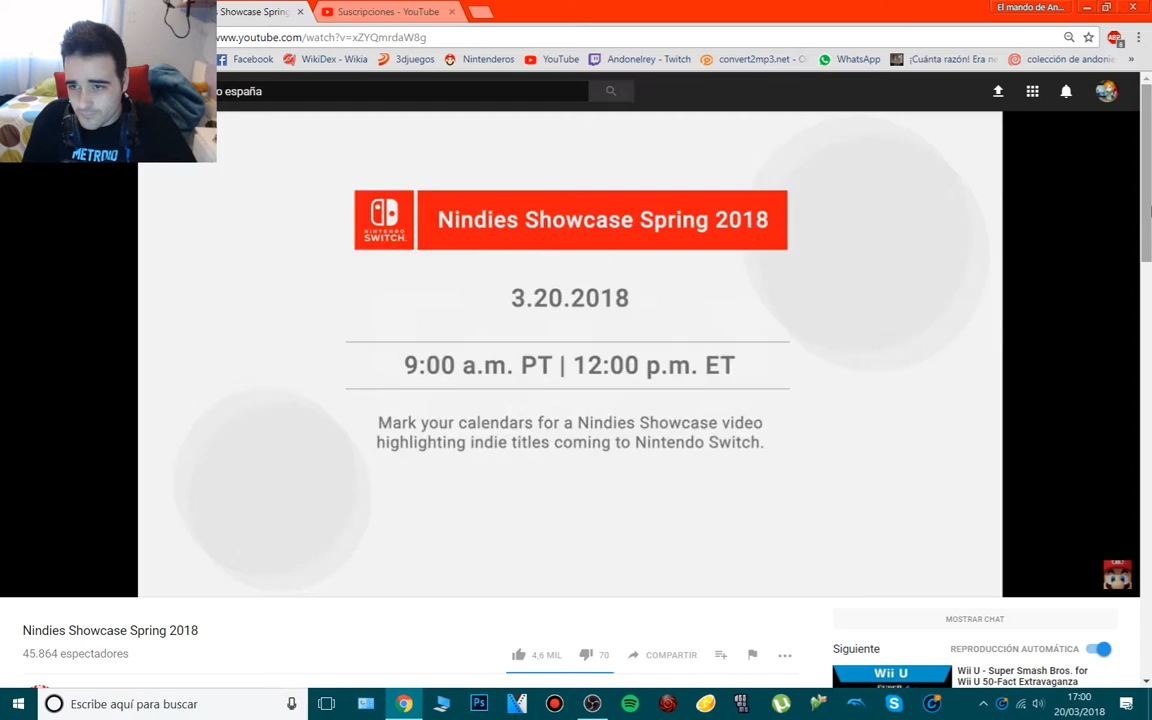 Showcase Spring
Suscripciones - YouTube
El mando de An...
www.youtube.com/watch?v=xZYQmrdaW8g
Facebook
WikiDex - Wikia
3djuegos
Nintenderos
YouTube
Andonelrey - Twitch
convert2mp3.net - O
WhatsApp
¡Cuánta razón! Era ne
colección de andonie
o españa
METROID
NINTENDO
SWITCH
Nindies Showcase Spring 2018
3.20.2018
9:00 a.m. PT | 12:00 p.m. ET
Mark your calendars for a Nindies Showcase video
highlighting indie titles coming to Nintendo Switch.
Nindies Showcase Spring 2018
45.864 espectadores
4,6 MIL
70
COMPARTIR
MOSTRAR CHAT
Siguiente
REPRODUCCIÓN AUTOMÁTICA
Wii U
Wii U - Super Smash Bros. for
Wii U 50-Fact Extravaganza
Escribe aquí para buscar
17:00
20/03/2018